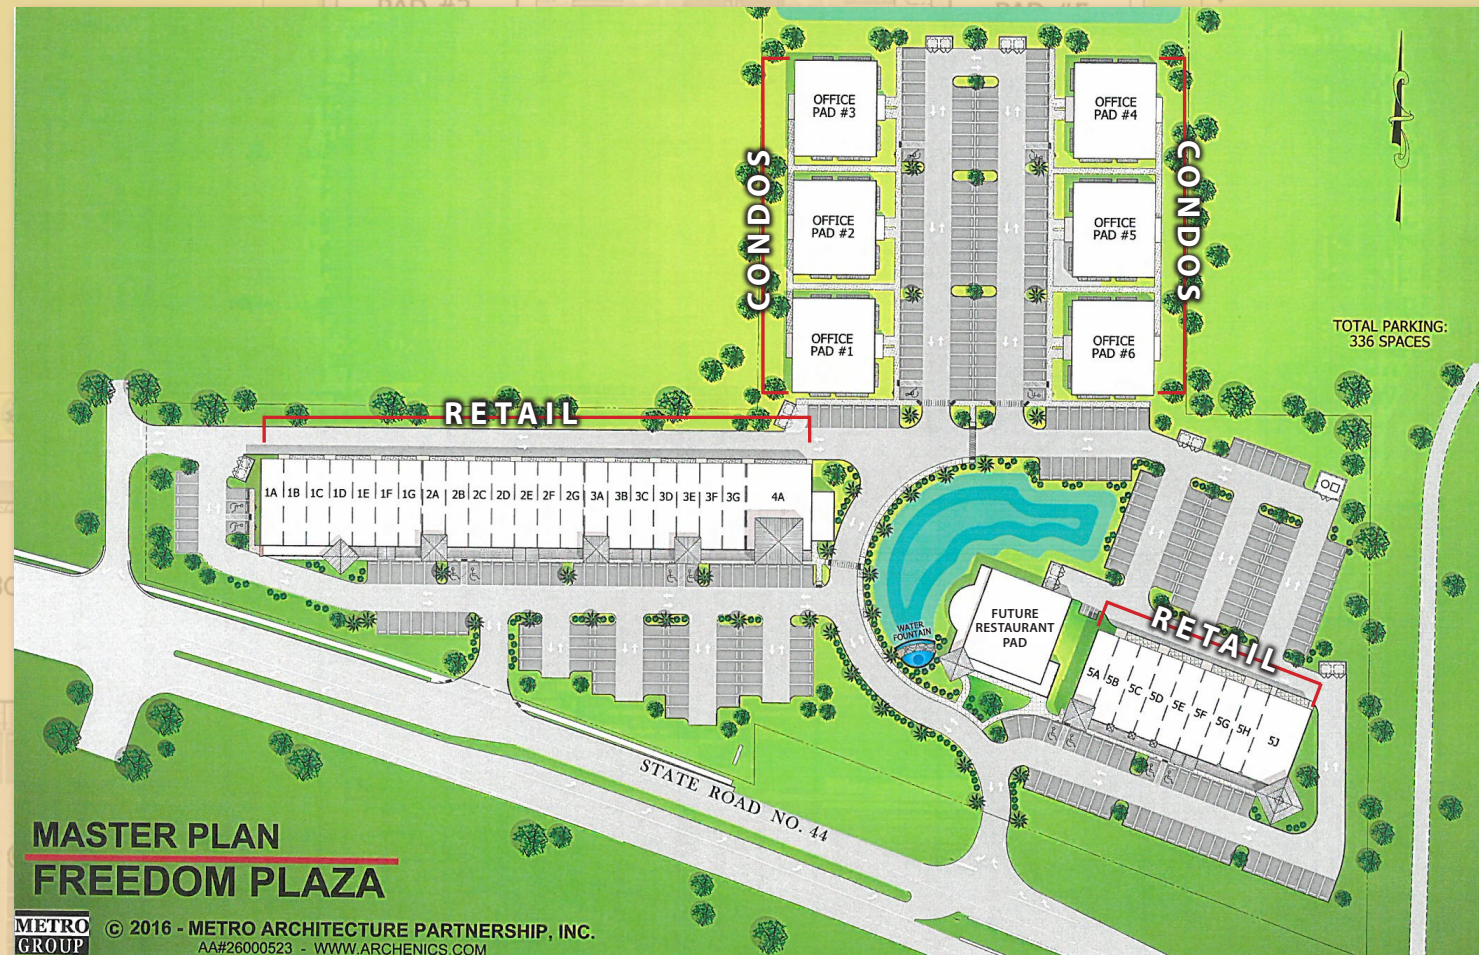 OFFICE
PAD #3
OFFICE
PAD #4
CONDOS
CONDOS
OFFICE
PAD #2
OFFICE
PAD #5
OFFICE
PAD #1
OFFICE
PAD #6
TOTAL PARKING:
336 SPACES
RETAIL
1A 1B 1C 1D 1E 1F 1G 2A 2B 2C 2D 2E 2F 2G 3A 3B 3C 3D 3E 3F 3G 4A
FUTURE
RESTAURANT
PAD
WATER
FOUNTAIN
RETAIL
5A 5B 5C 5D 5E 5F 5G 5H 5J
STATE ROAD NO. 44
MASTER PLAN
FREEDOM PLAZA
METRO
GROUP
© 2016 - METRO ARCHITECTURE PARTNERSHIP, INC.
AA#26000523 - WWW.ARCHENICS.COM